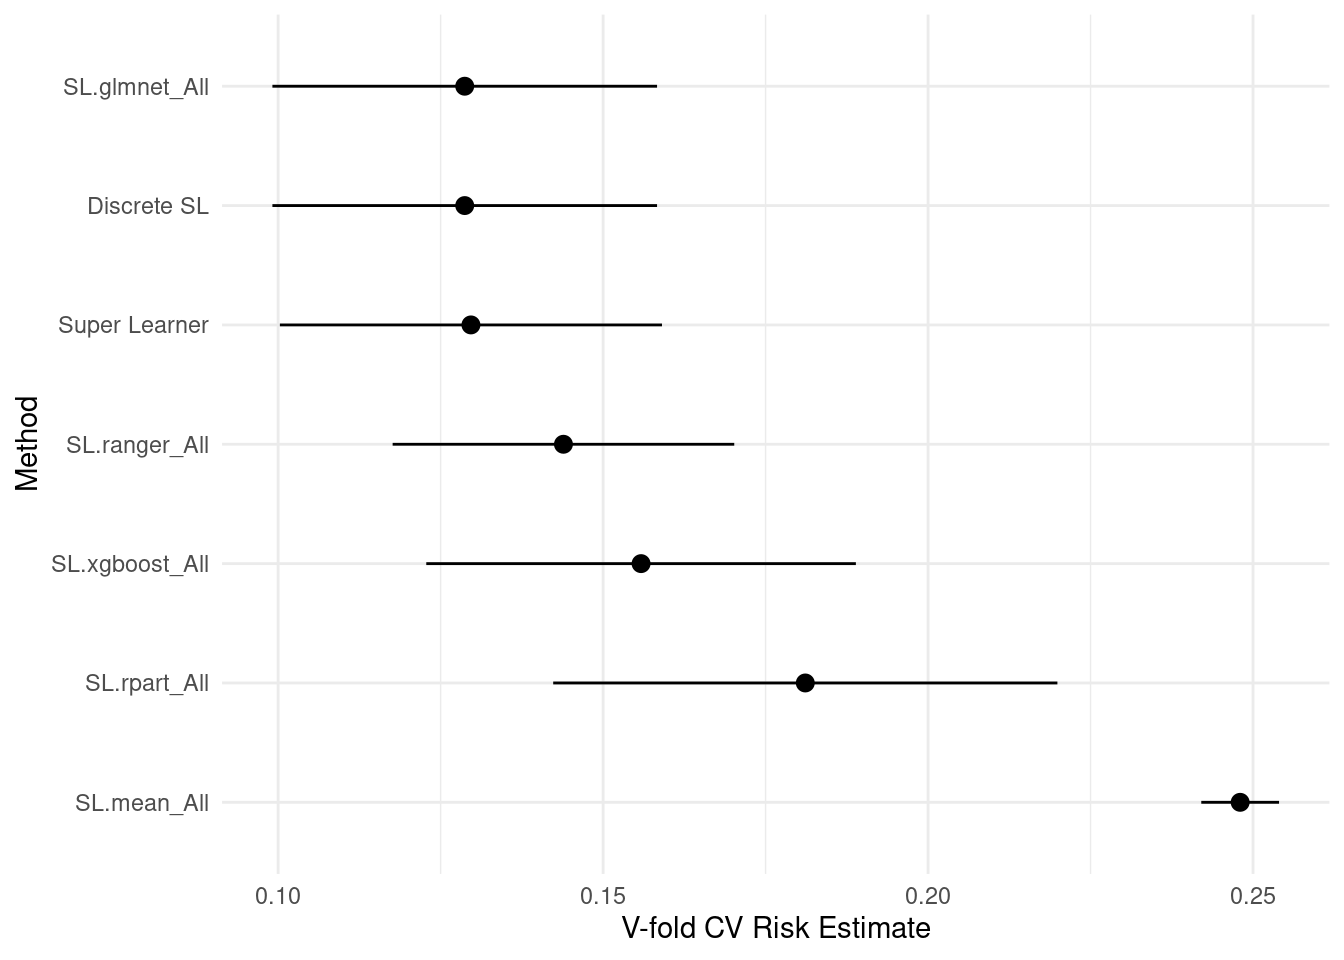 SL.glmnet_All
Discrete SL
Super Learner
SL.ranger_All
SL.xgboost_All
SL.rpart_All
SL.mean_All
Method
0.10 0.15 0.20 0.25
V-fold CV Risk Estimate